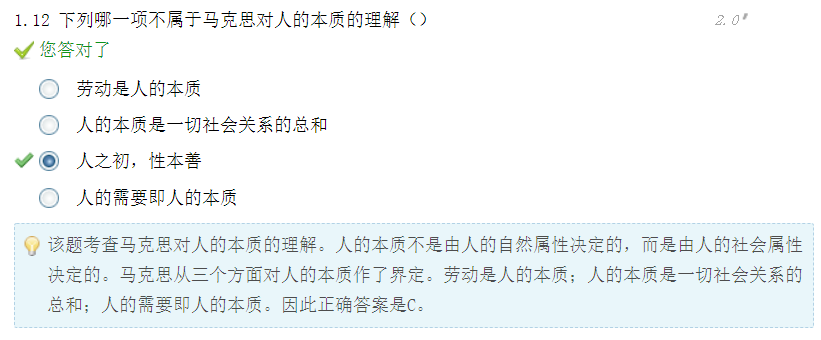 1.12 下列哪一项不属于马克思对人的本质的理解（） 2.0'
您答对了
劳动是人的本质
人的本质是一切社会关系的总和
人之初，性本善
人的需要即人的本质
该题考查马克思对人的本质的理解。人的本质不是由人的自然属性决定的，而是由人的社会属性
决定的。马克思从三个方面对人的本质作了界定。劳动是人的本质；人的本质是一切社会关系的
总和；人的需要即人的本质。因此正确答案是C。